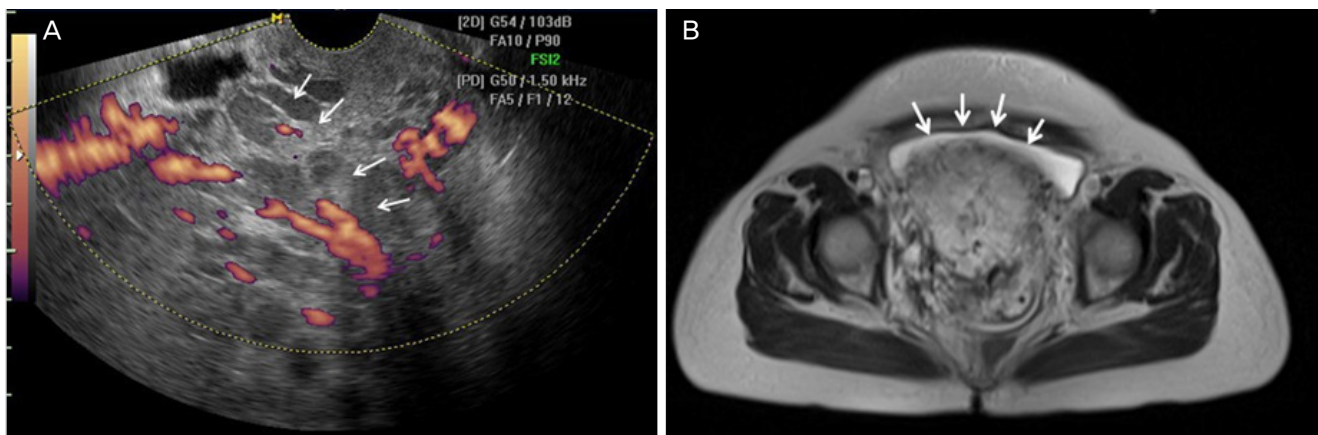 A
M
[2D] G54 / 103dB
FA10 / P90
FSI2
[PD] G50 / 1.50 kHz
FA5 / F1 / 12
B